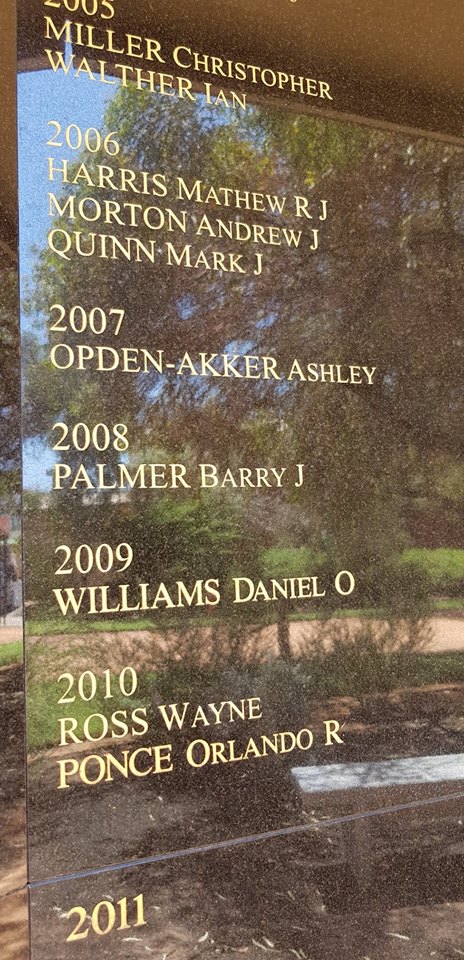 2005
MILLER CHRISTOPHER
WALTHER IAN
2006
HARRIS MATHEW R J
MORTON ANDREW J
QUINN MARK J
2007
OPDEN-AKKER ASHLEY
2008
PALMER BARRY J
2009
WILLIAMS DANIEL O
2010
ROSS WAYNE
PONCE ORLANDO R
2011